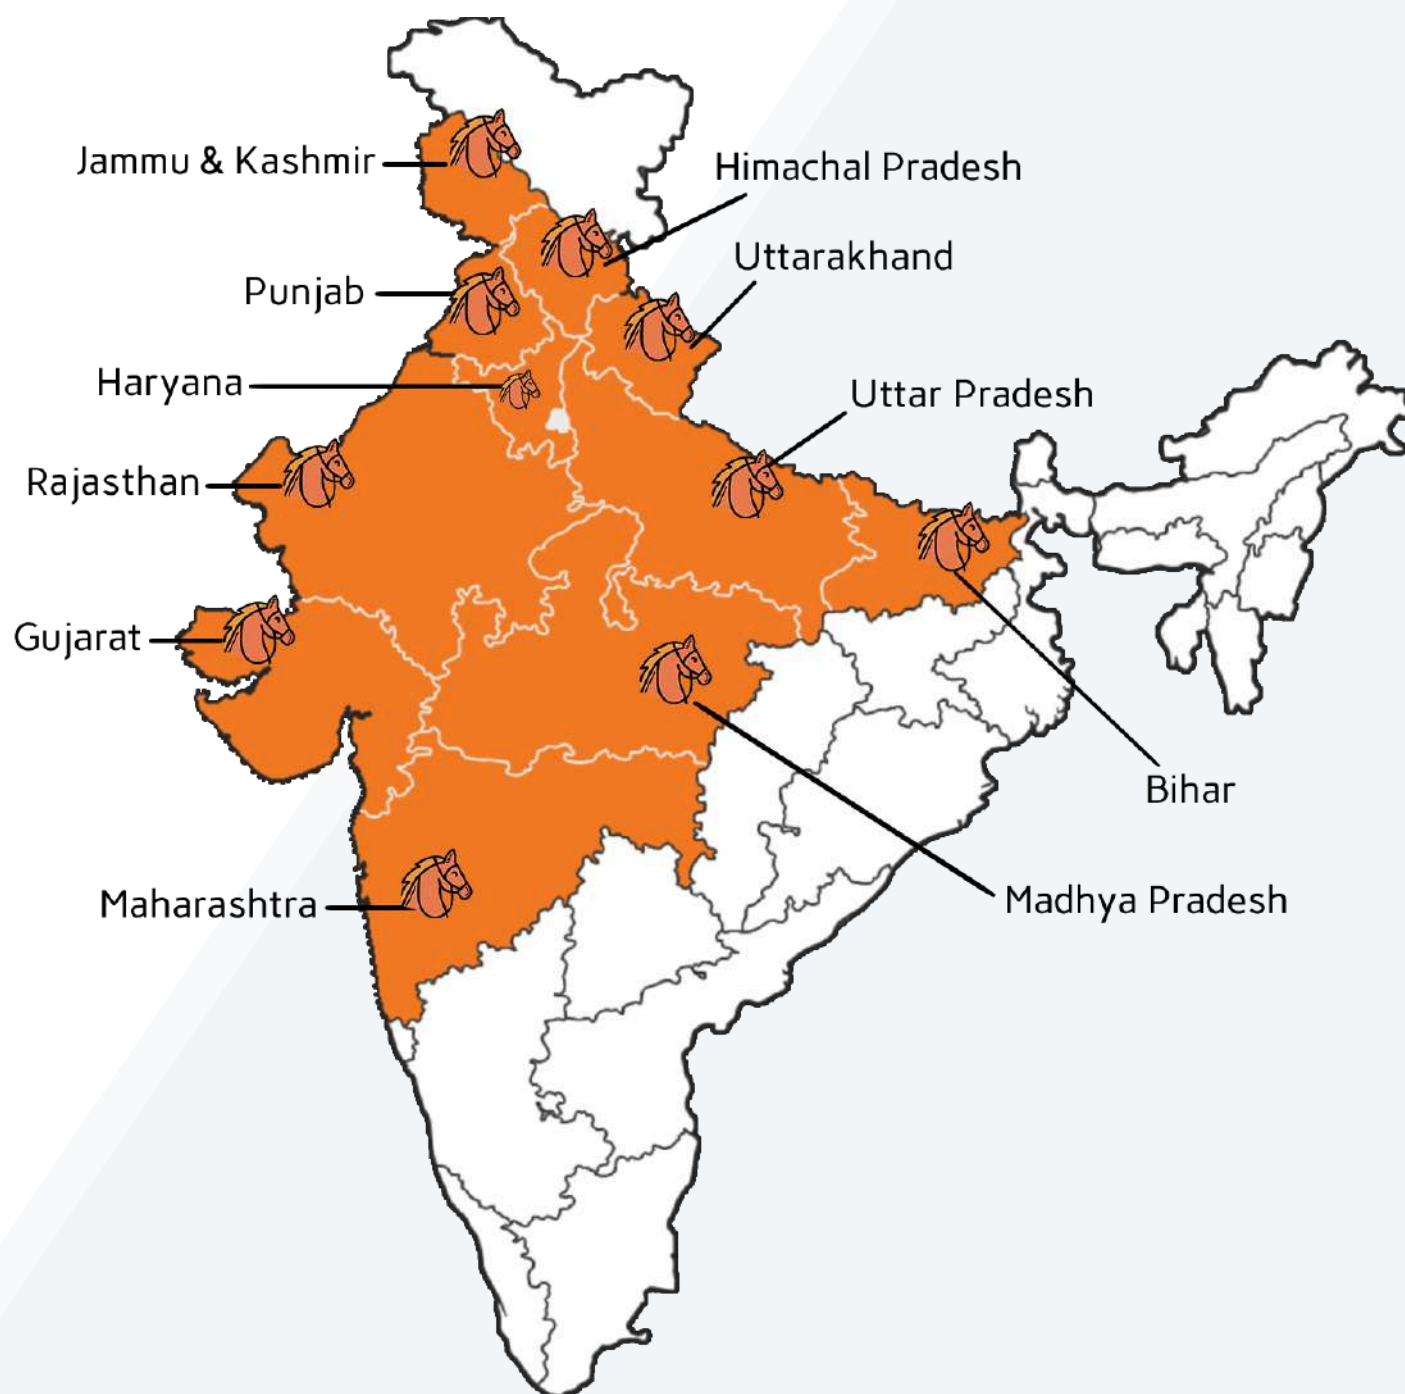 Jammu & Kashmir
Himachal Pradesh
Uttarakhand
Punjab
Haryana
Uttar Pradesh
Rajasthan
Gujarat
Bihar
Maharashtra
Madhya Pradesh